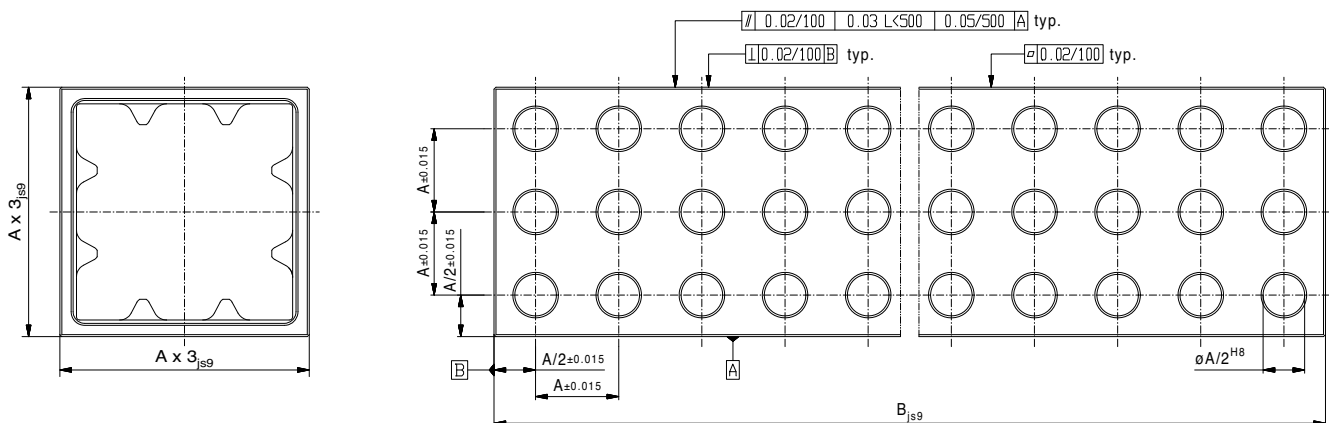 // 0.02/100 0.03 L<500 0.05/500 A typ.
⊥ 0.02/100 B typ.
⏥ 0.02/100 typ.
A x 3js9
A x 3js9
A±0.015
A±0.015
A/2±0.015
B
A/2±0.015
A±0.015
A
øA/2H8
Bjs9